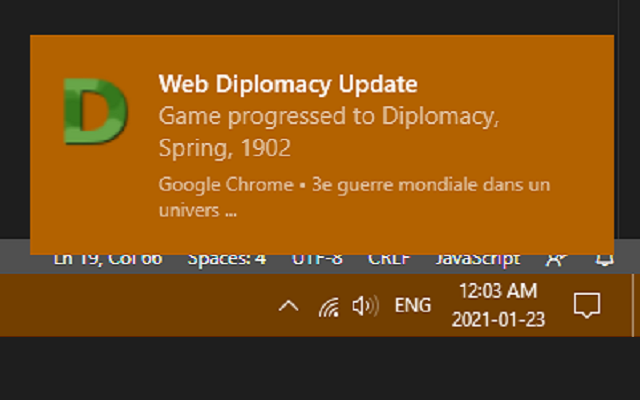 D
Web Diplomacy Update
Game progressed to Diplomacy,
Spring, 1902
Google Chrome • 3e guerre mondiale dans un
univers ...
Ln 19, Col 66 Spaces: 4 UTF-8 CRLF JavaScript
ENG 12:03 AM
2021-01-23